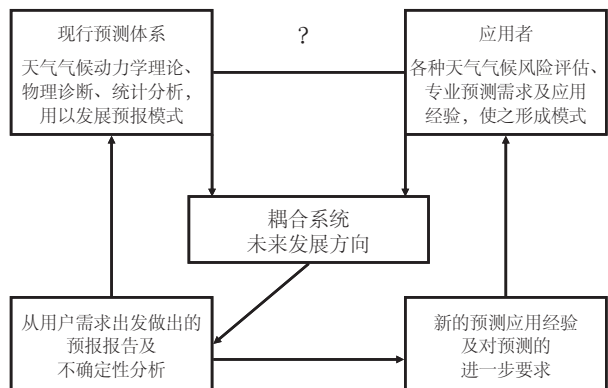 现行预测体系
天气气候动力学理论、
物理诊断、统计分析，
用以发展预报模式
?
应用者
各种天气气候风险评估、
专业预测需求及应用
经验，使之形成模式
耦合系统
未来发展方向
从用户需求出发做出的
预报报告及
不确定性分析
新的预测应用经验
及对预测的
进一步要求